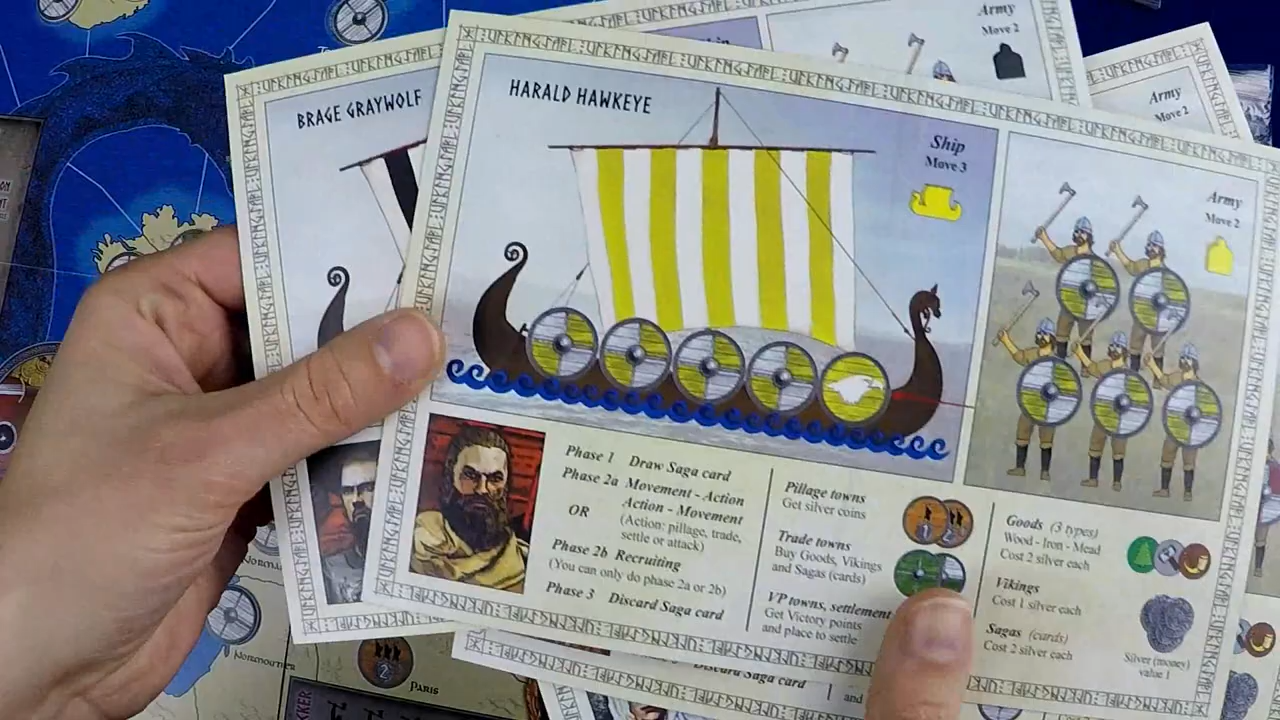 Army
Move 2
Army
Move 2
BRAGE GRAYWOLF
HARALD HAWKEYE
Ship
Move 3
Army
Move 2
Phase 1 Draw Saga card
Phase 2a Movement - Action
Action - Movement
OR
(Action: pillage, trade,
settle or attack)
Phase 2b Recruiting
(You can only do phase 2a or 2b)
Phase 3 Discard Saga card
Pillage towns
Get silver coins
Trade towns
Buy Goods, Vikings
and Sagas (cards)
VP towns, settlement
Get Victory points
and place to settle
Goods (3 types)
Wood - Iron - Mead
Cost 2 silver each
Vikings
Cost 1 silver each
Sagas (cards)
Cost 2 silver each
Silver (money)
value 1
Discard Saga card
and
2
PARIS